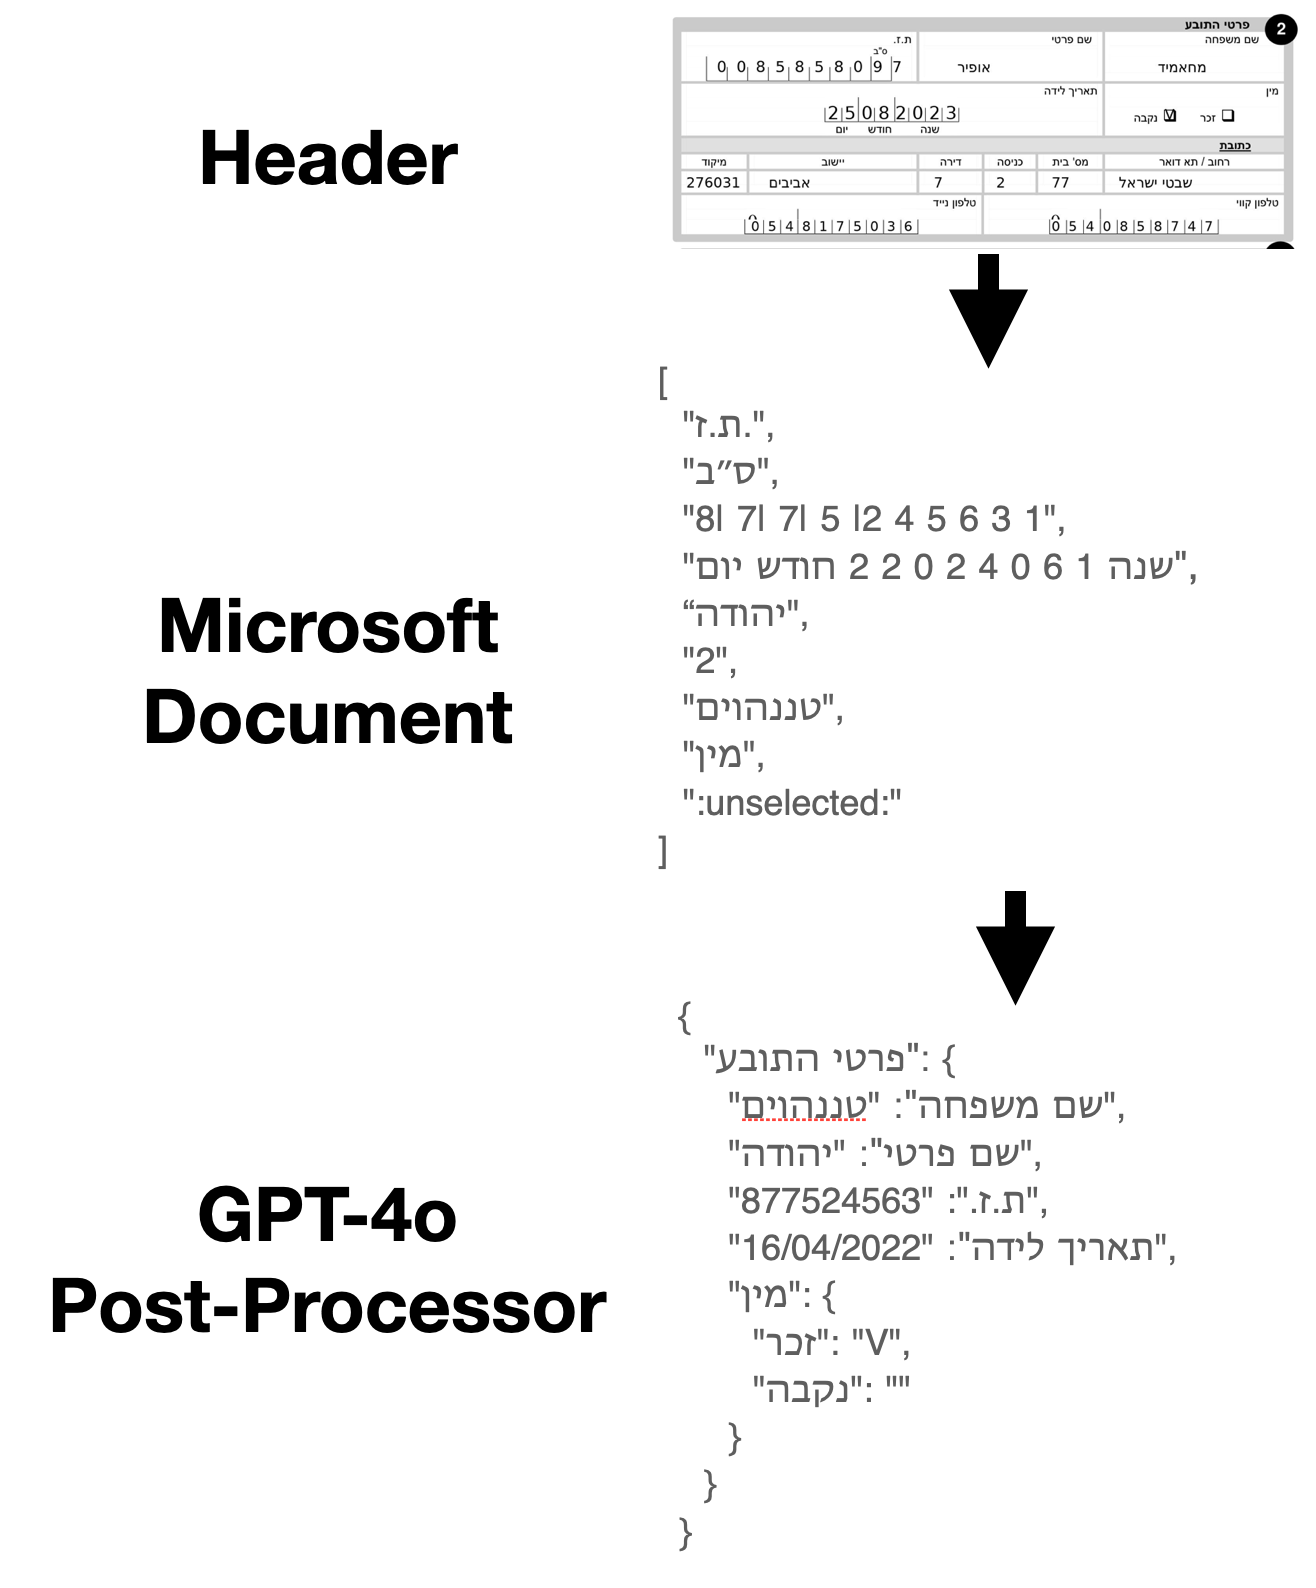 Header
פרטי התובע
2
שם משפחה
שם פרטי
ת.ז.
ס"ב
מחאמיד
אופיר
0 0 8 5 8 5 8 0 9 7
מין
תאריך לידה
זכר
V נקבה
2 5 0 8 2 0 2 3
שנה חודש יום
כתובת
רחוב / תא דואר מס' בית כניסה דירה יישוב מיקוד
שבטי ישראל 77 2 7 אביבים 276031
טלפון קווי
טלפון נייד
0 5 4 0 8 5 8 7 4 7
0 5 4 8 1 7 5 0 3 6
Microsoft
Document
[
"ת.ז.",
"ס״ב",
"8| 7| 7| 5 |2 4 5 6 3 1",
"שנה 1 6 0 4 2 0 2 2 חודש יום",
“יהודה",
"2",
"טננהוים",
"מין",
":unselected:"
]
GPT-4o
Post-Processor
{
"פרטי התובע": {
"שם משפחה": "טננהוים",
"שם פרטי": "יהודה",
"ת.ז.": "877524563",
"תאריך לידה": "16/04/2022",
"מין": {
"זכר": "V",
"נקבה": ""
}
}
}